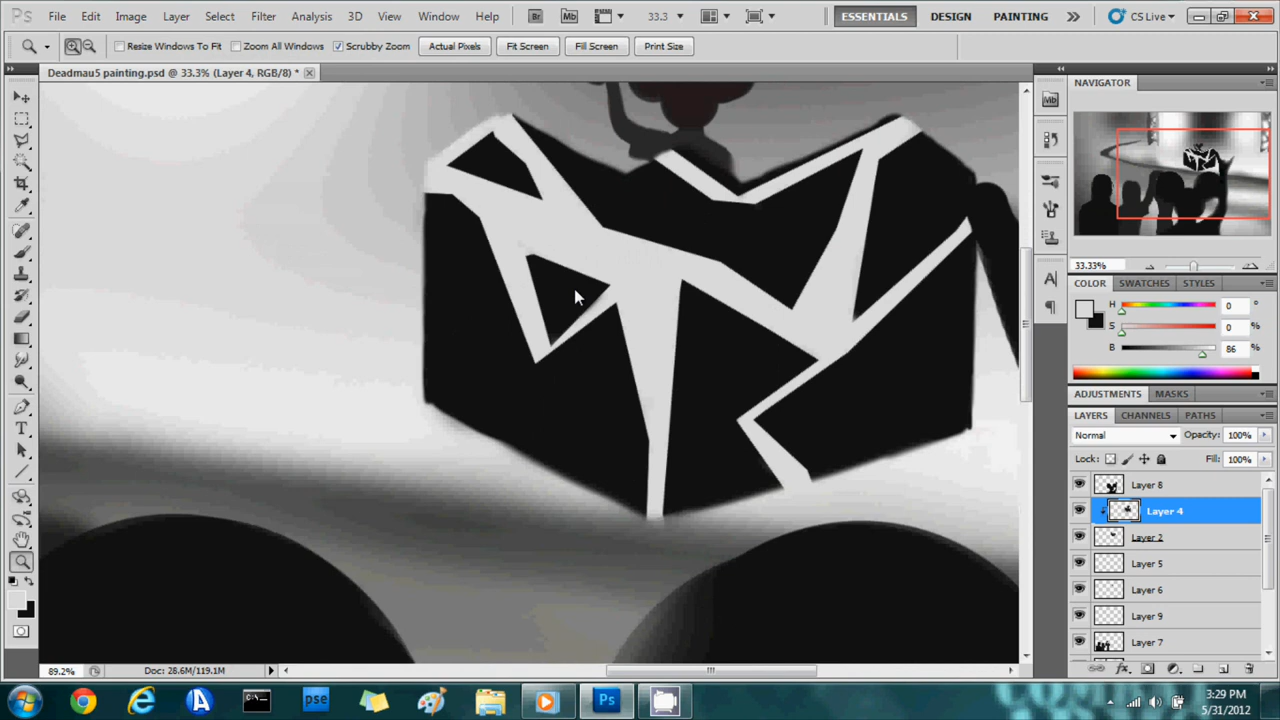 Ps File Edit Image Layer Select Filter Analysis 3D View Window Help Br Mb 33.3 ESSENTIALS DESIGN PAINTING CS Live
Resize Windows To Fit Zoom All Windows Scrubby Zoom Actual Pixels Fit Screen Fill Screen Print Size
Deadmau5 painting.psd @ 33.3% (Layer 4, RGB/8) *
NAVIGATOR
Mb
33.33%
COLOR SWATCHES STYLES
H 0 °
S 0 %
B 86 %
ADJUSTMENTS MASKS
LAYERS CHANNELS PATHS
Normal Opacity: 100%
Lock: Fill: 100%
Layer 8
Layer 4
Layer 2
Layer 5
Layer 6
Layer 9
Layer 7
89.2% Doc: 28.6M/119.1M
pse Ps
3:29 PM
5/31/2012